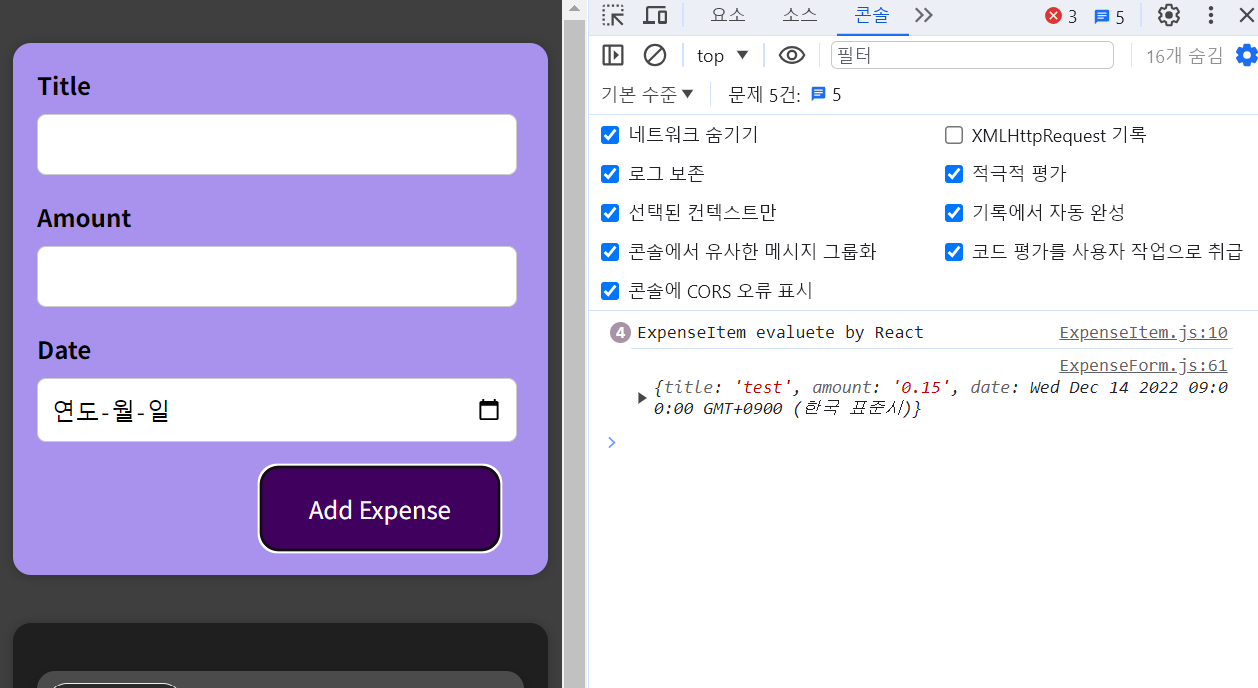 Title
Amount
Date
연도-월-일
Add Expense
요소 소스 콘솔 3 5
top 필터 16개 숨김
기본 수준 문제 5건: 5
네트워크 숨기기 XMLHttpRequest 기록
로그 보존 적극적 평가
선택된 컨텍스트만 기록에서 자동 완성
콘솔에서 유사한 메시지 그룹화 코드 평가를 사용자 작업으로 취급
콘솔에 CORS 오류 표시
4 ExpenseItem evaluete by React ExpenseItem.js:10
ExpenseForm.js:61
{title: 'test', amount: '0.15', date: Wed Dec 14 2022 09:0
0:00 GMT+0900 (한국 표준시)}